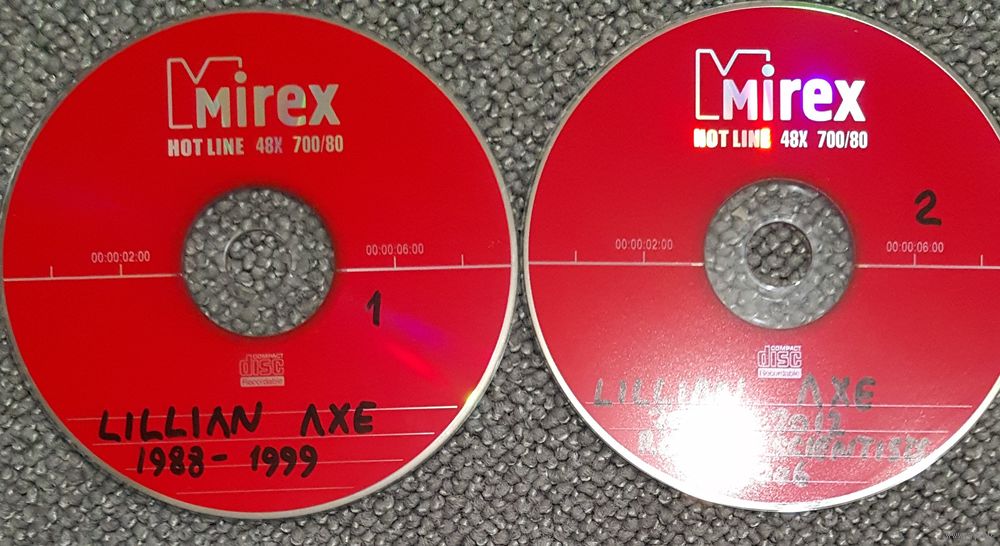 Mirex
HOT LINE 48X 700/80
00:00:02:00
00:00:06:00
1
COMPACT
disc
Recordable
LILLIAN AXE
1988 - 1999
Mirex
HOT LINE 48X 700/80
2
00:00:02:00
00:00:06:00
COMPACT
disc
Recordable
LILLIAN AXE
2012